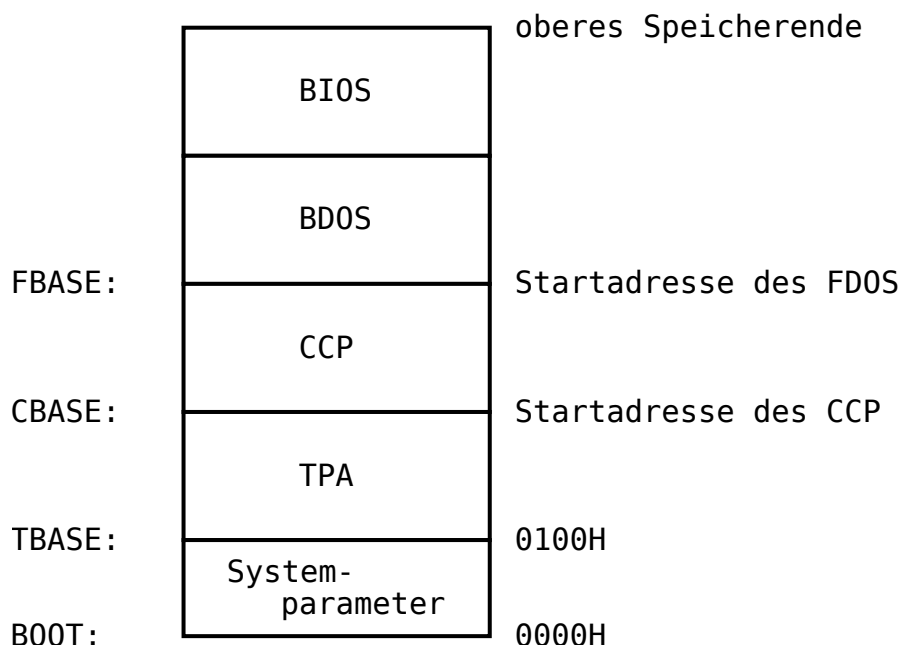 oberes Speicherende
BIOS
BDOS
FBASE: Startadresse des FDOS
CCP
CBASE: Startadresse des CCP
TPA
TBASE: 0100H
System-
parameter
BOOT: 0000H